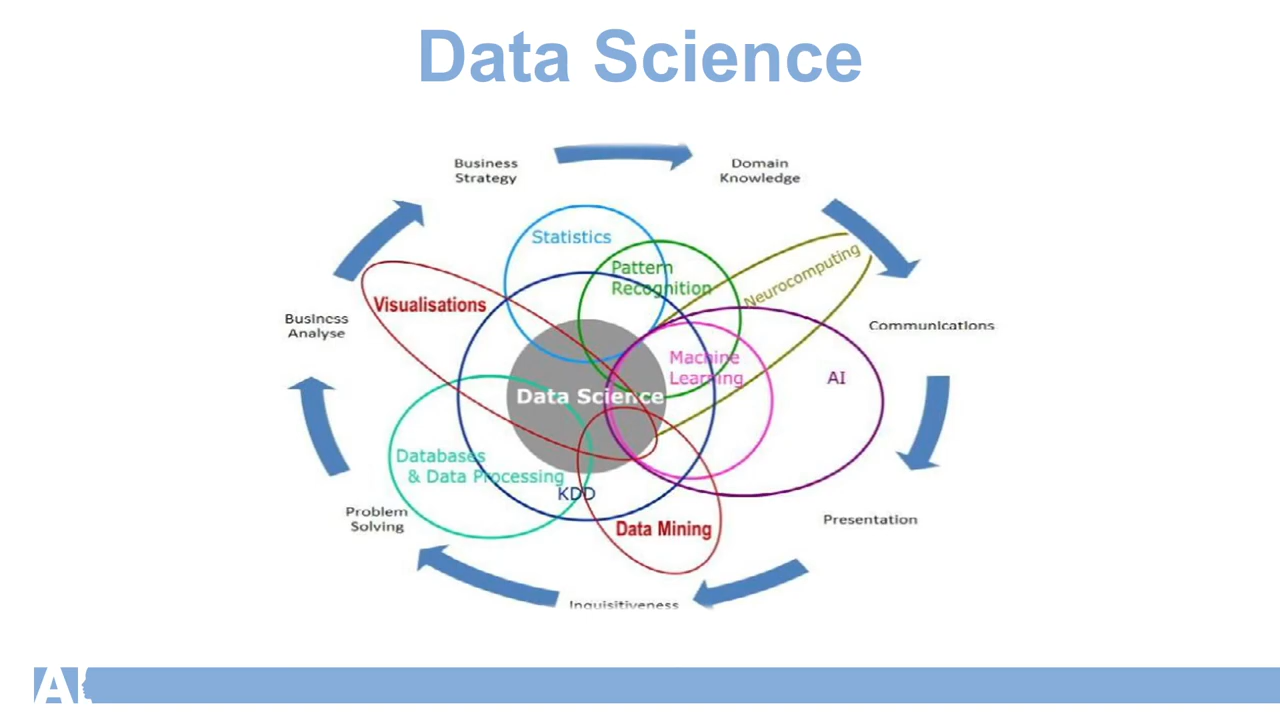 Data Science
Business
Strategy
Domain
Knowledge
Statistics
Pattern
Recognition
Neurocomputing
Visualisations
Business
Analyse
Communications
Machine
Learning
AI
Data Science
Databases
& Data Processing
KDD
Problem
Solving
Data Mining
Presentation
Inquisitiveness
AI